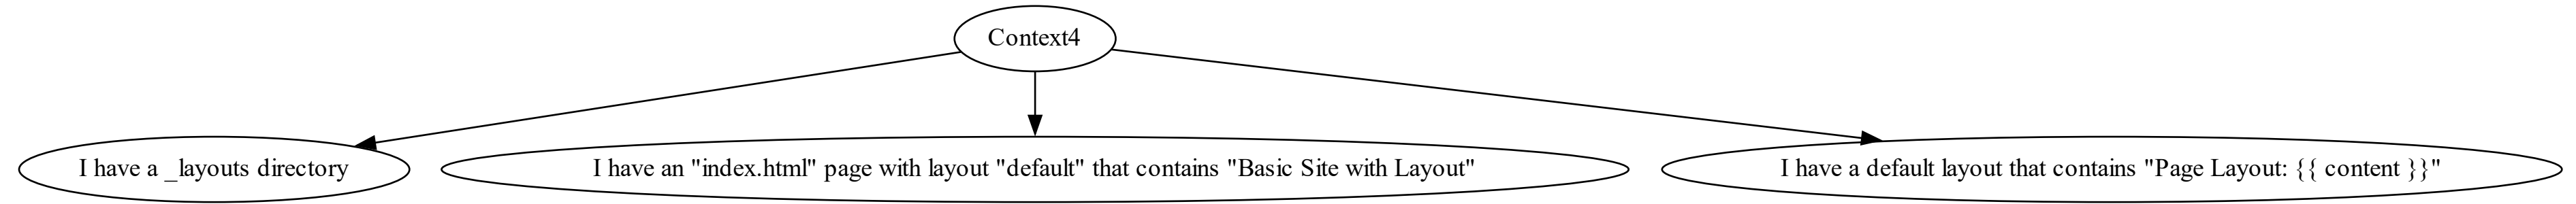 Context4
I have a _layouts directory
I have an "index.html" page with layout "default" that contains "Basic Site with Layout"
I have a default layout that contains "Page Layout: {{ content }}"